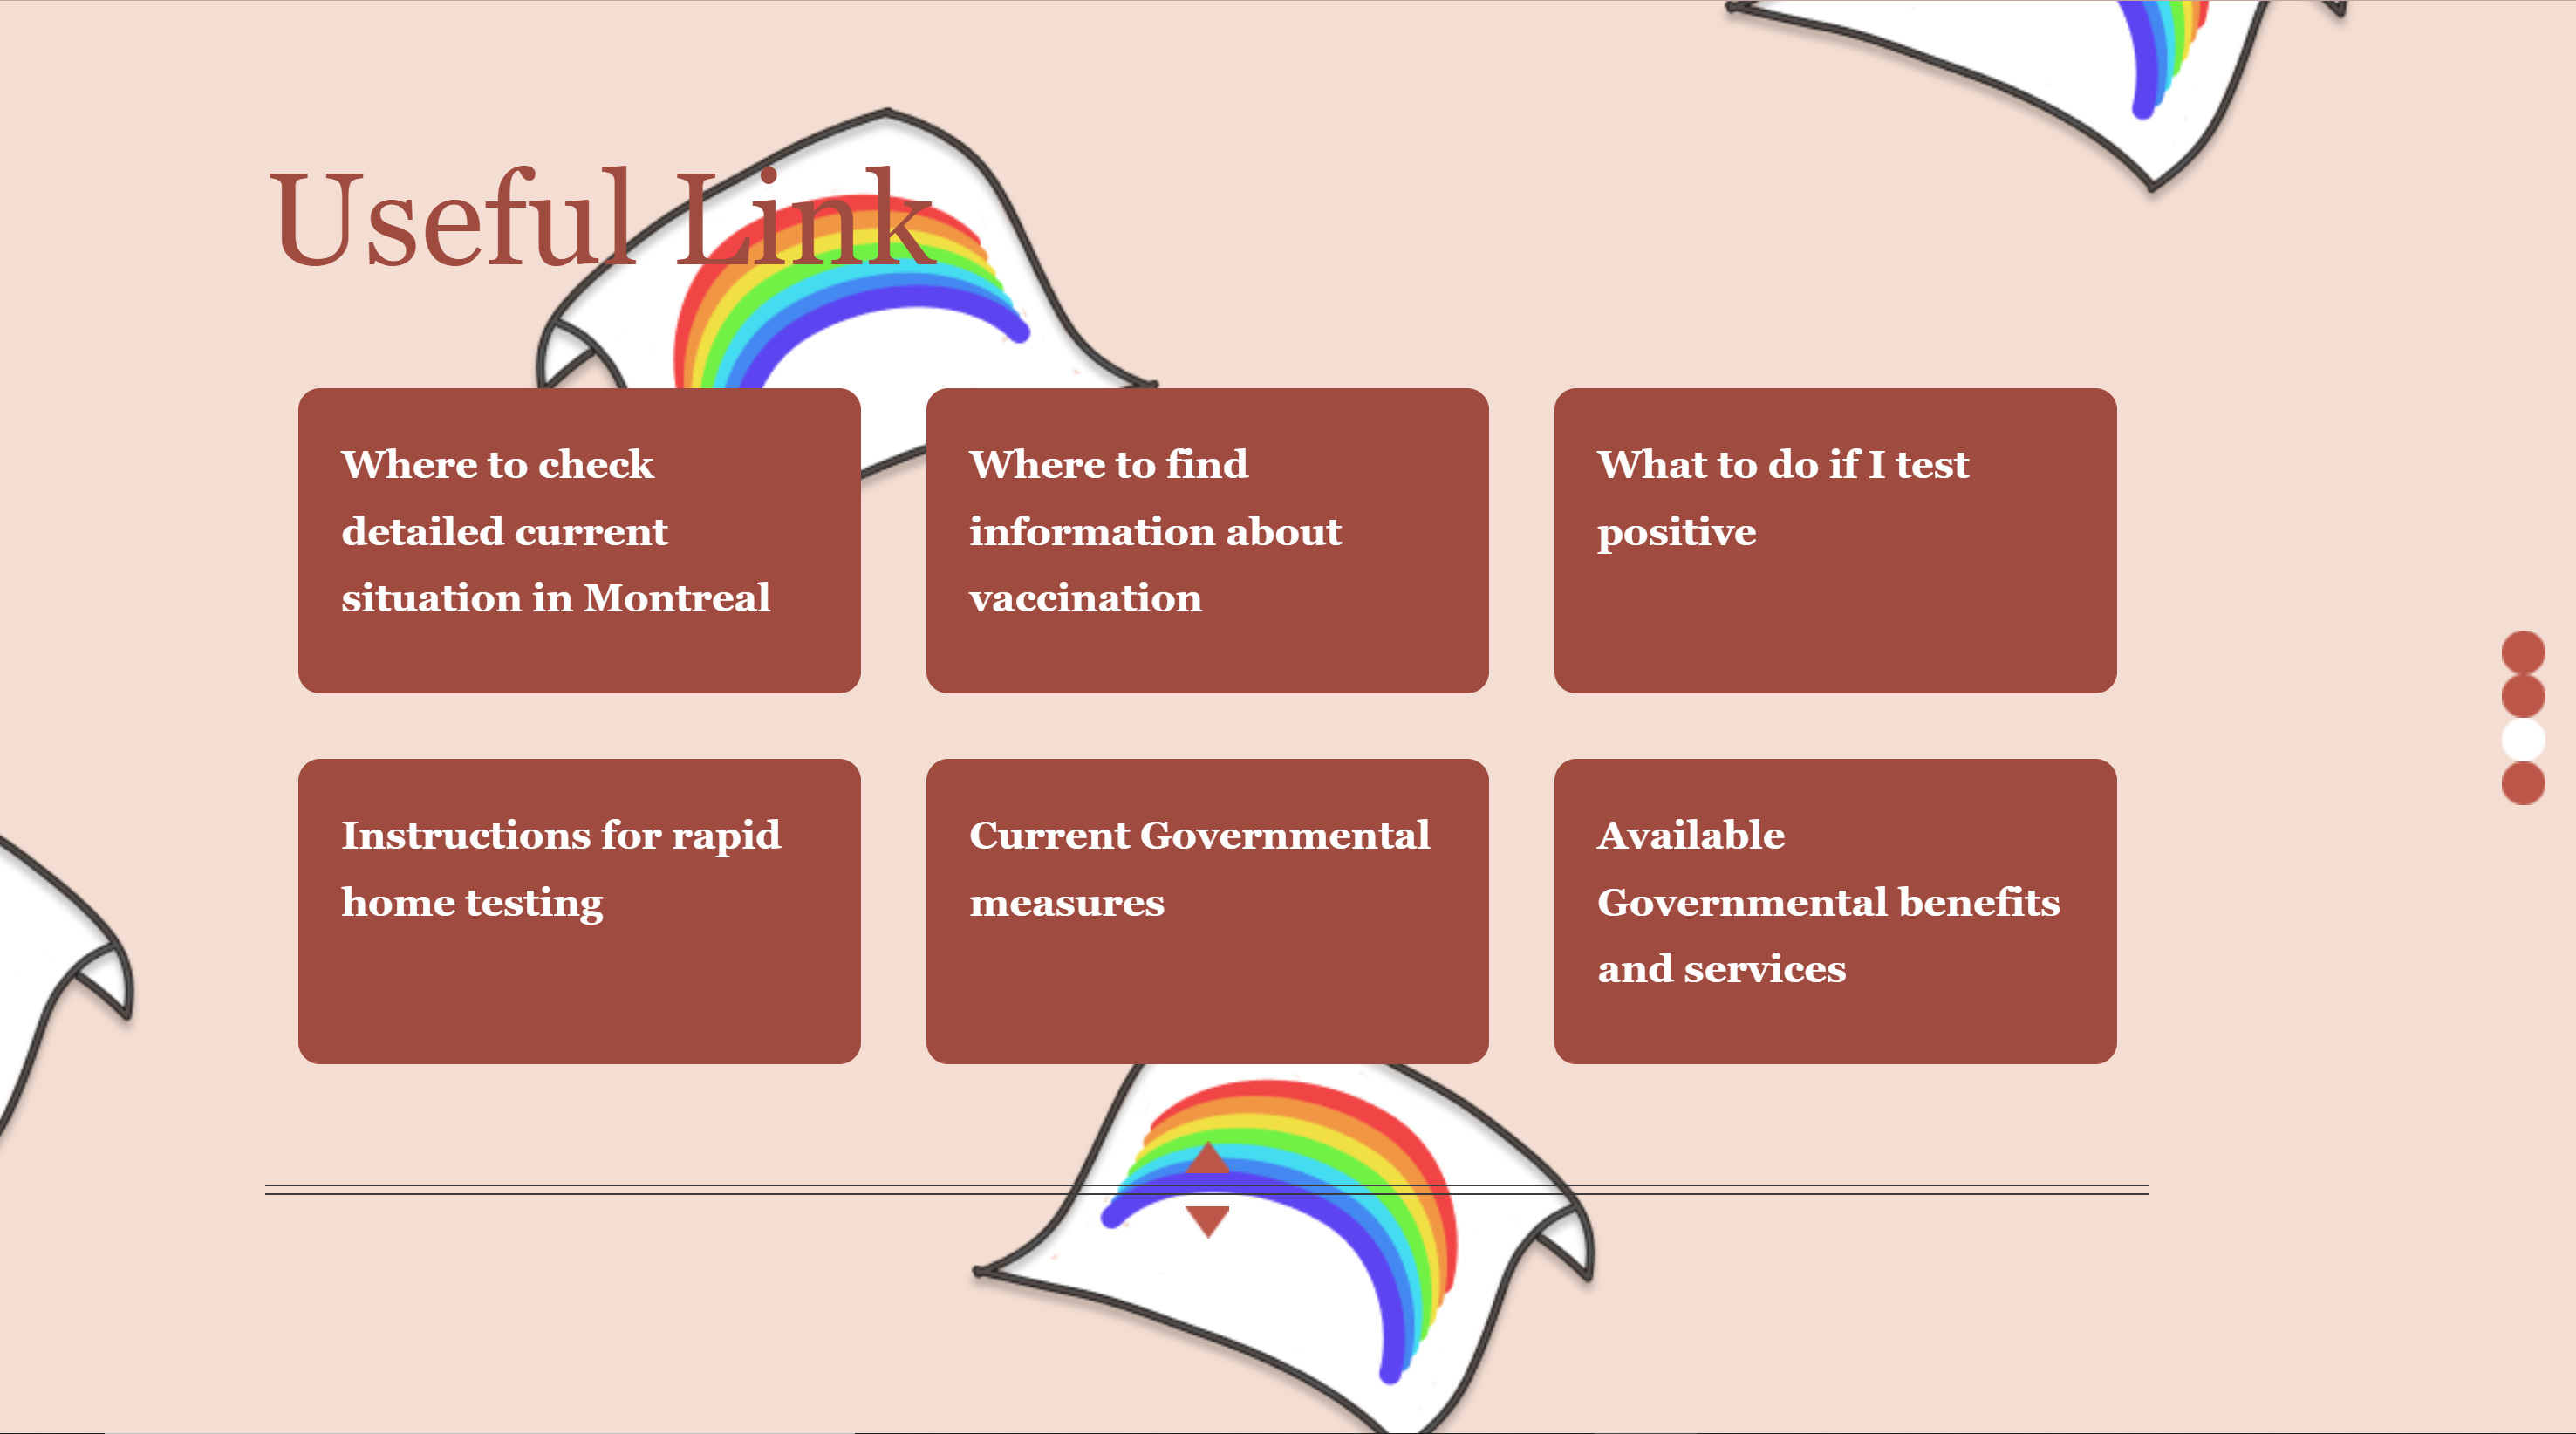 Useful Link
Where to check
detailed current
situation in Montreal
Where to find
information about
vaccination
What to do if I test
positive
Instructions for rapid
home testing
Current Governmental
measures
Available
Governmental benefits
and services